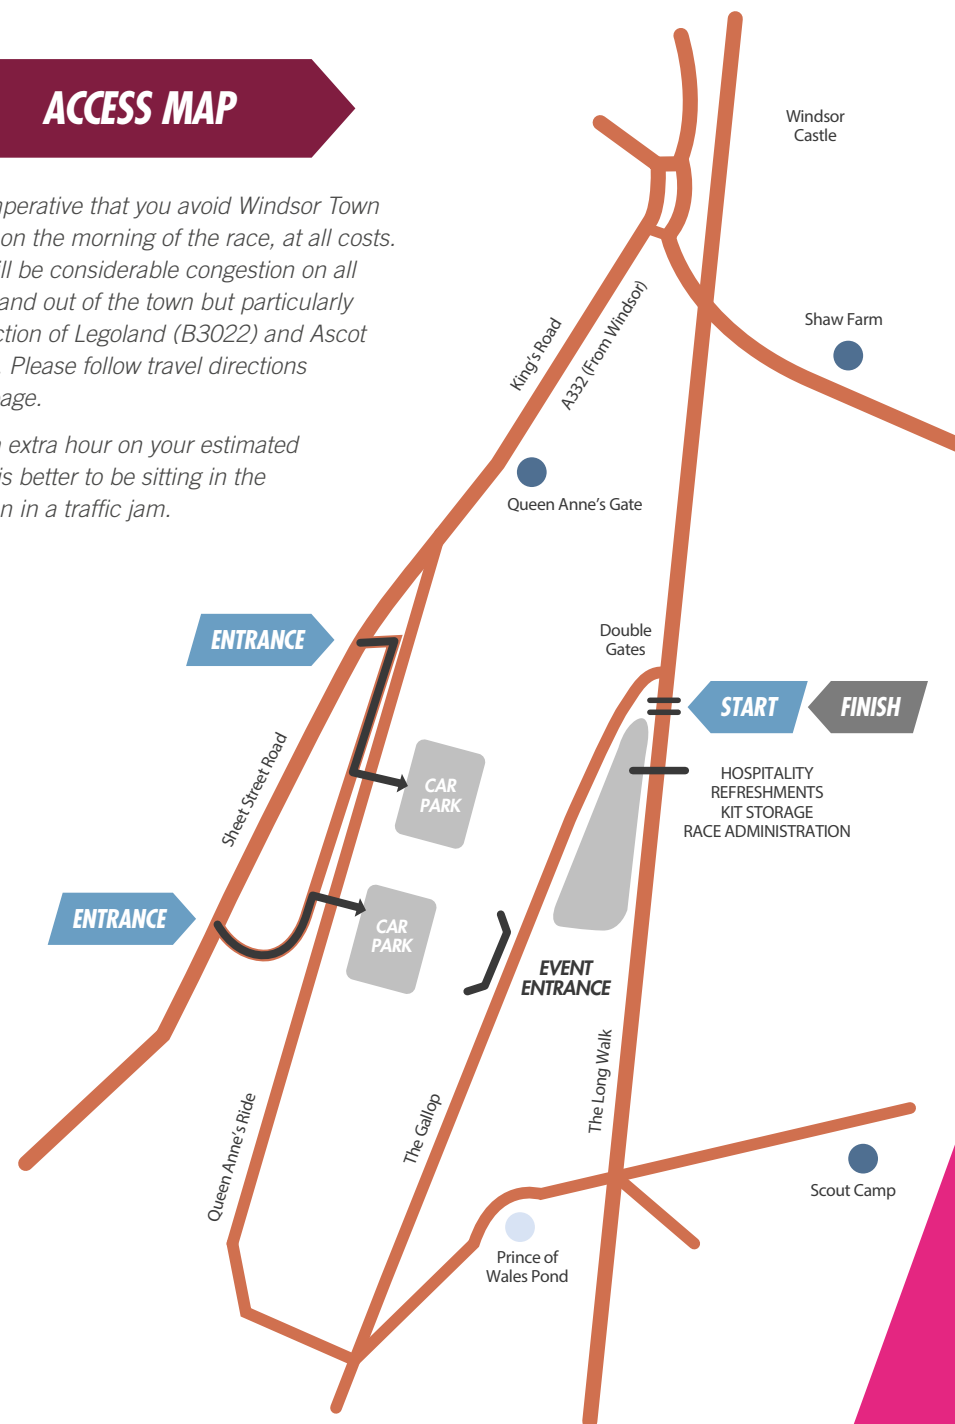 ACCESS MAP
perative that you avoid Windsor Town
on the morning of the race, at all costs.
ll be considerable congestion on all
and out of the town but particularly
ction of Legoland (B3022) and Ascot
. Please follow travel directions
age.
extra hour on your estimated
is better to be sitting in the
n in a traffic jam.
Windsor
Castle
Shaw Farm
King's Road
A332 (From Windsor)
Queen Anne's Gate
ENTRANCE
Double
Gates
START
FINISH
Sheet Street Road
CAR
PARK
HOSPITALITY
REFRESHMENTS
KIT STORAGE
RACE ADMINISTRATION
ENTRANCE
CAR
PARK
EVENT
ENTRANCE
The Long Walk
The Gallop
Queen Anne's Ride
Scout Camp
Prince of
Wales Pond